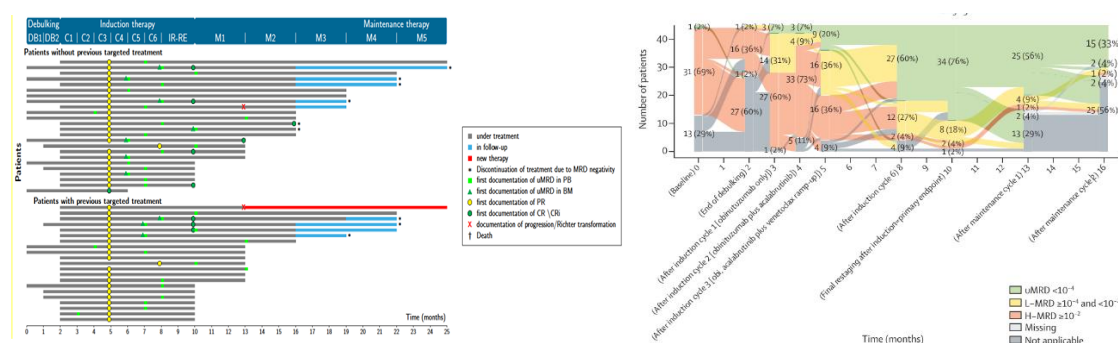 Debulking Induction therapy Maintenance therapy
DB1 DB2 C1 C2 C3 C4 C5 C6 IR-RE M1 M2 M3 M4 M5
Patients without previous targeted treatment
Patients
Patients with previous targeted treatment
0 1 2 3 4 5 6 7 8 9 10 11 12 13 14 15 16 17 18 19 20 21 22 23 24 25
Time (months)
under treatment
in follow-up
new therapy
Discontinuation of treatment due to MRD negativity
first documentation of uMRD in PB
first documentation of uMRD in BM
first documentation of PR
first documentation of CR \CRi
documentation of progression/Richter transformation
Death
Number of patients
40
30
20
10
0
1 (2%)
31 (69%)
13 (29%)
1 (2%)
16 (36%)
1 (2%)
27 (60%)
3 (7%)
14 (31%)
27 (60%)
1 (2%)
3 (7%)
4 (9%)
33 (73%)
5 (11%)
9 (20%)
16 (36%)
16 (36%)
4 (9%)
27 (60%)
12 (27%)
2 (4%)
4 (9%)
34 (76%)
8 (18%)
2 (4%)
1 (2%)
25 (56%)
4 (9%)
1 (2%)
2 (4%)
13 (29%)
15 (33%)
2 (4%)
1 (2%)
2 (4%)
25 (56%)
(Baseline) 0
1
(End of debulking) 2
(After induction cycle 1 [obinutuzumab only]) 3
(After induction cycle 2 [obinutuzumab plus acalabrutinib]) 4
(After induction cycle 3 [obi, acalabrutinib plus venetoclax ramp-up]) 5
6
7
(After induction cycle 6) 8
9
(Final restaging after induction–primary endpoint) 10
11
12
(After maintenance cycle 1) 13
14
15
(After maintenance cycle 2) 16
Time (months)
uMRD <10⁻⁴
L–MRD ≥10⁻⁴ and <10⁻
H–MRD ≥10⁻²
Missing
Not applicable